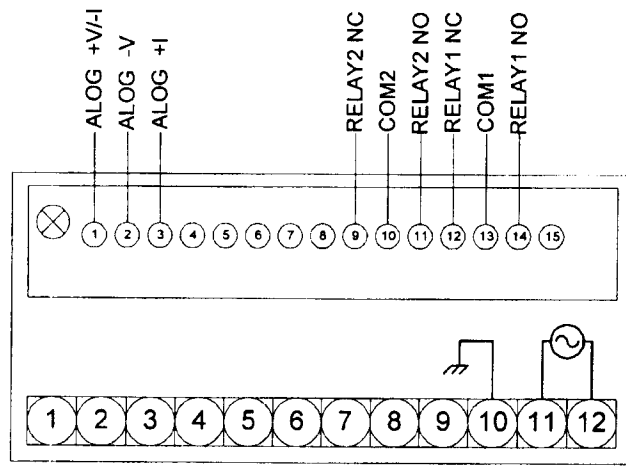 ALOG +V/-I
ALOG -V
ALOG +I
RELAY2 NC
COM2
RELAY2 NO
RELAY1 NC
COM1
RELAY1 NO
1 2 3 4 5 6 7 8 9 10 11 12 13 14 15
1 2 3 4 5 6 7 8 9 10 11 12